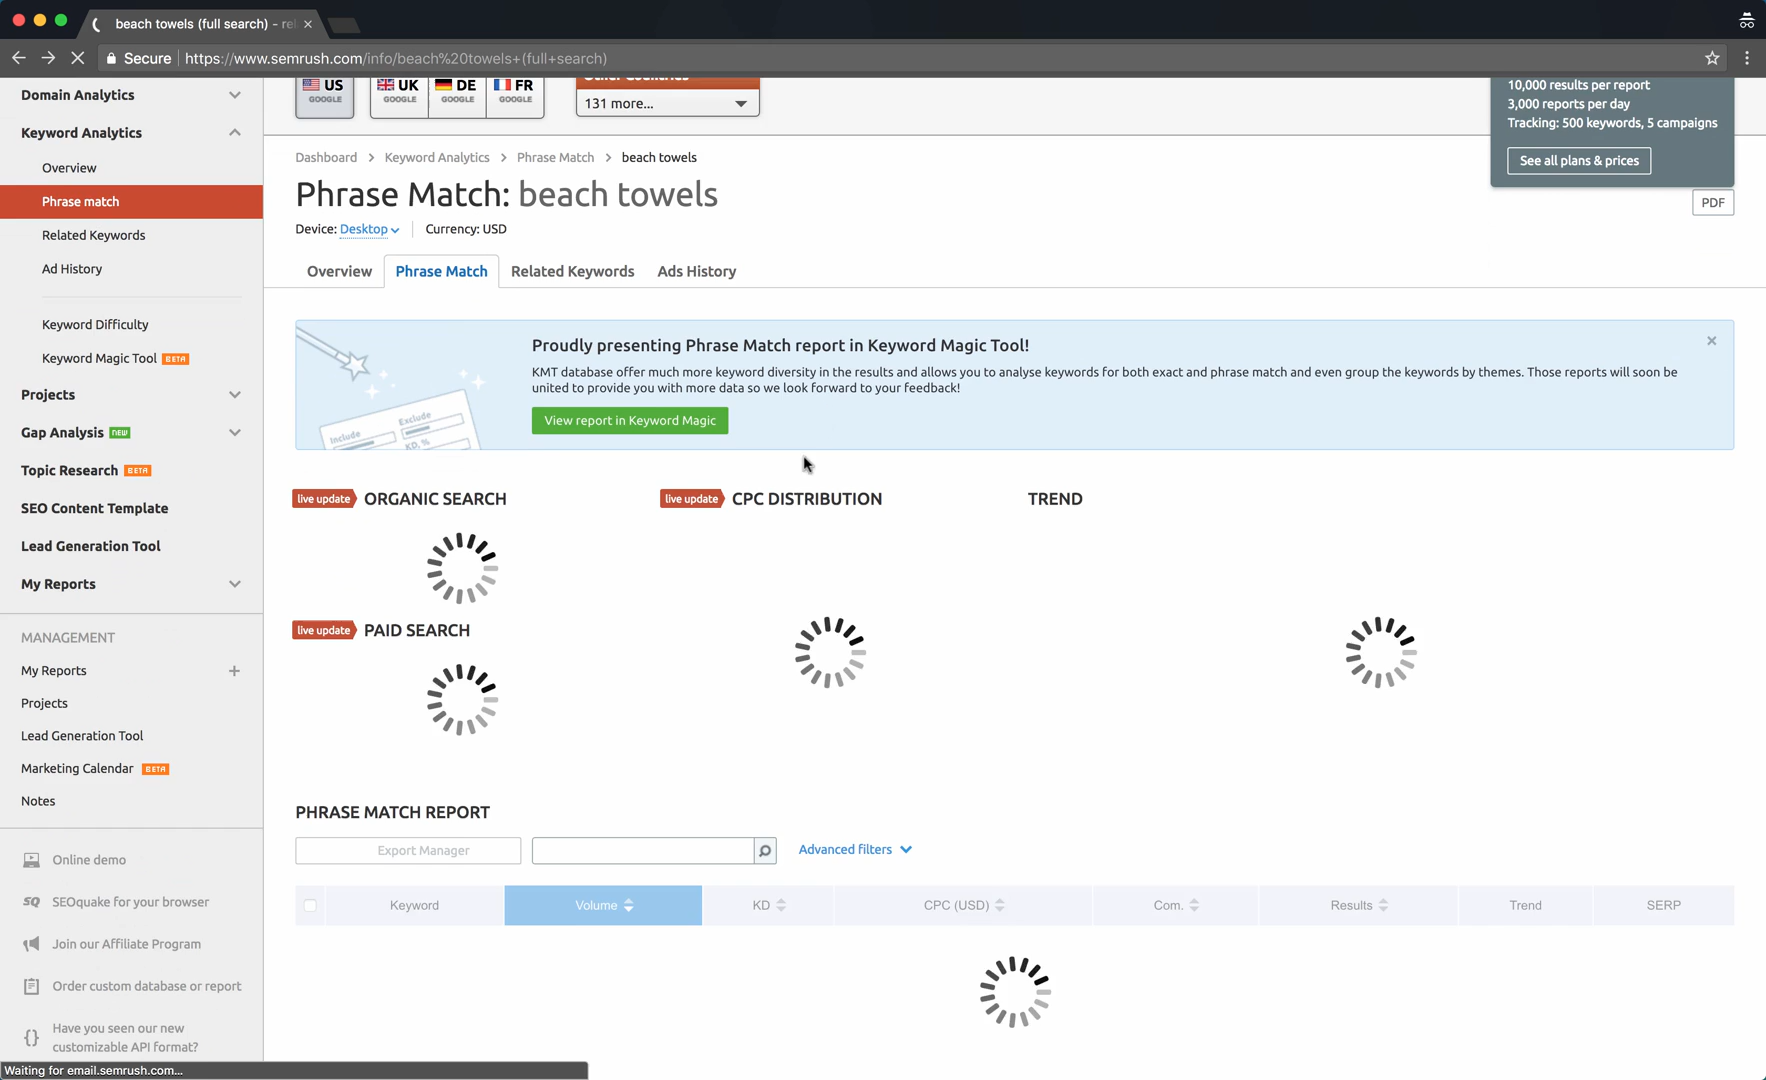 beach towels (full search) - rel
Secure https://www.semrush.com/info/beach%20towels+(full+search)
Domain Analytics
Keyword Analytics
Overview
Phrase match
Related Keywords
Ad History
Keyword Difficulty
Keyword Magic Tool BETA
Projects
Gap Analysis NEW
Topic Research BETA
SEO Content Template
Lead Generation Tool
My Reports
MANAGEMENT
My Reports
Projects
Lead Generation Tool
Marketing Calendar BETA
Notes
Online demo
SQ SEOquake for your browser
Join our Affiliate Program
Order custom database or report
{} Have you seen our new
customizable API format?
Waiting for email.semrush.com...
US UK DE FR
GOOGLE GOOGLE GOOGLE GOOGLE
Other Countries
131 more...
10,000 results per report
3,000 reports per day
Tracking: 500 keywords, 5 campaigns
See all plans & prices
Dashboard > Keyword Analytics > Phrase Match > beach towels
Phrase Match: beach towels
PDF
Device: Desktop Currency: USD
Overview Phrase Match Related Keywords Ads History
Include Exclude
KD, %
Proudly presenting Phrase Match report in Keyword Magic Tool!
KMT database offer much more keyword diversity in the results and allows you to analyse keywords for both exact and phrase match and even group the keywords by themes. Those reports will soon be
united to provide you with more data so we look forward to your feedback!
View report in Keyword Magic
live update ORGANIC SEARCH
live update CPC DISTRIBUTION
TREND
live update PAID SEARCH
PHRASE MATCH REPORT
Export Manager
Advanced filters
Keyword Volume KD CPC (USD) Com. Results Trend SERP